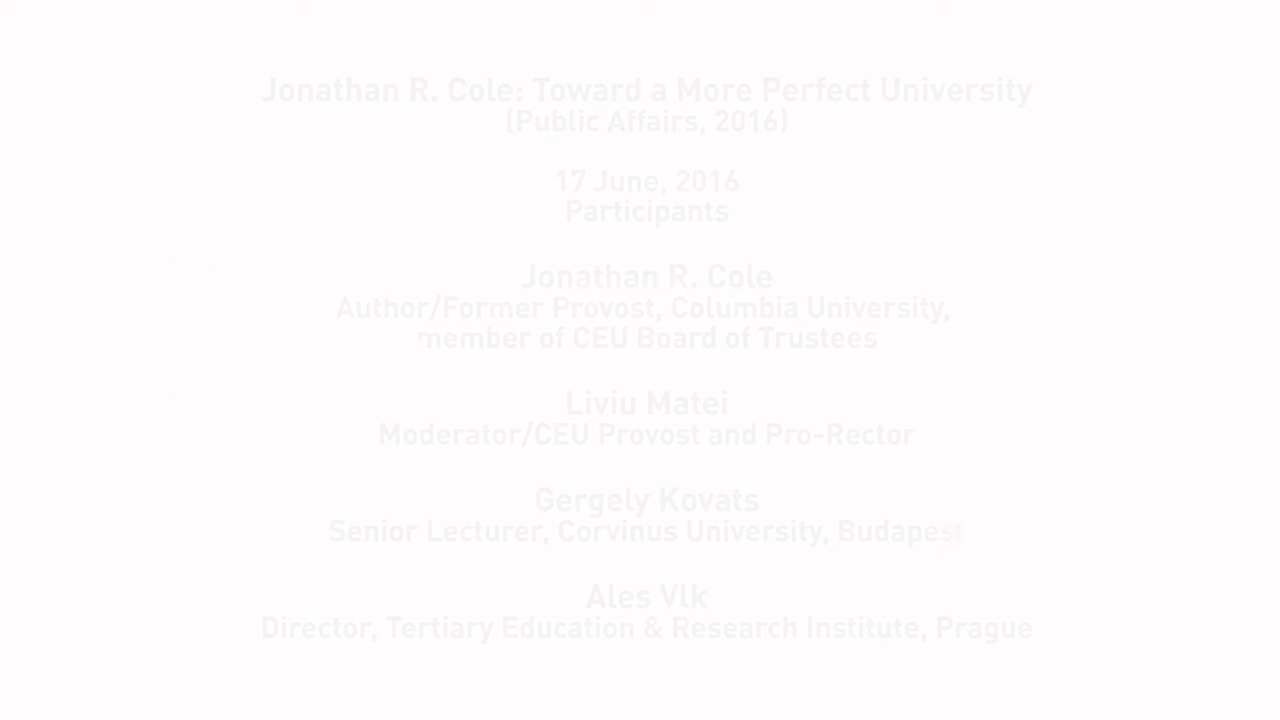 Jonathan R. Cole: Toward a More Perfect University
(Public Affairs, 2016)
17 June, 2016
Participants
Jonathan R. Cole
Author/Former Provost, Columbia University,
member of CEU Board of Trustees
Liviu Matei
Moderator/CEU Provost and Pro-Rector
Gergely Kovats
Senior Lecturer, Corvinus University, Budapest
Ales Vlk
Director, Tertiary Education & Research Institute, Prague